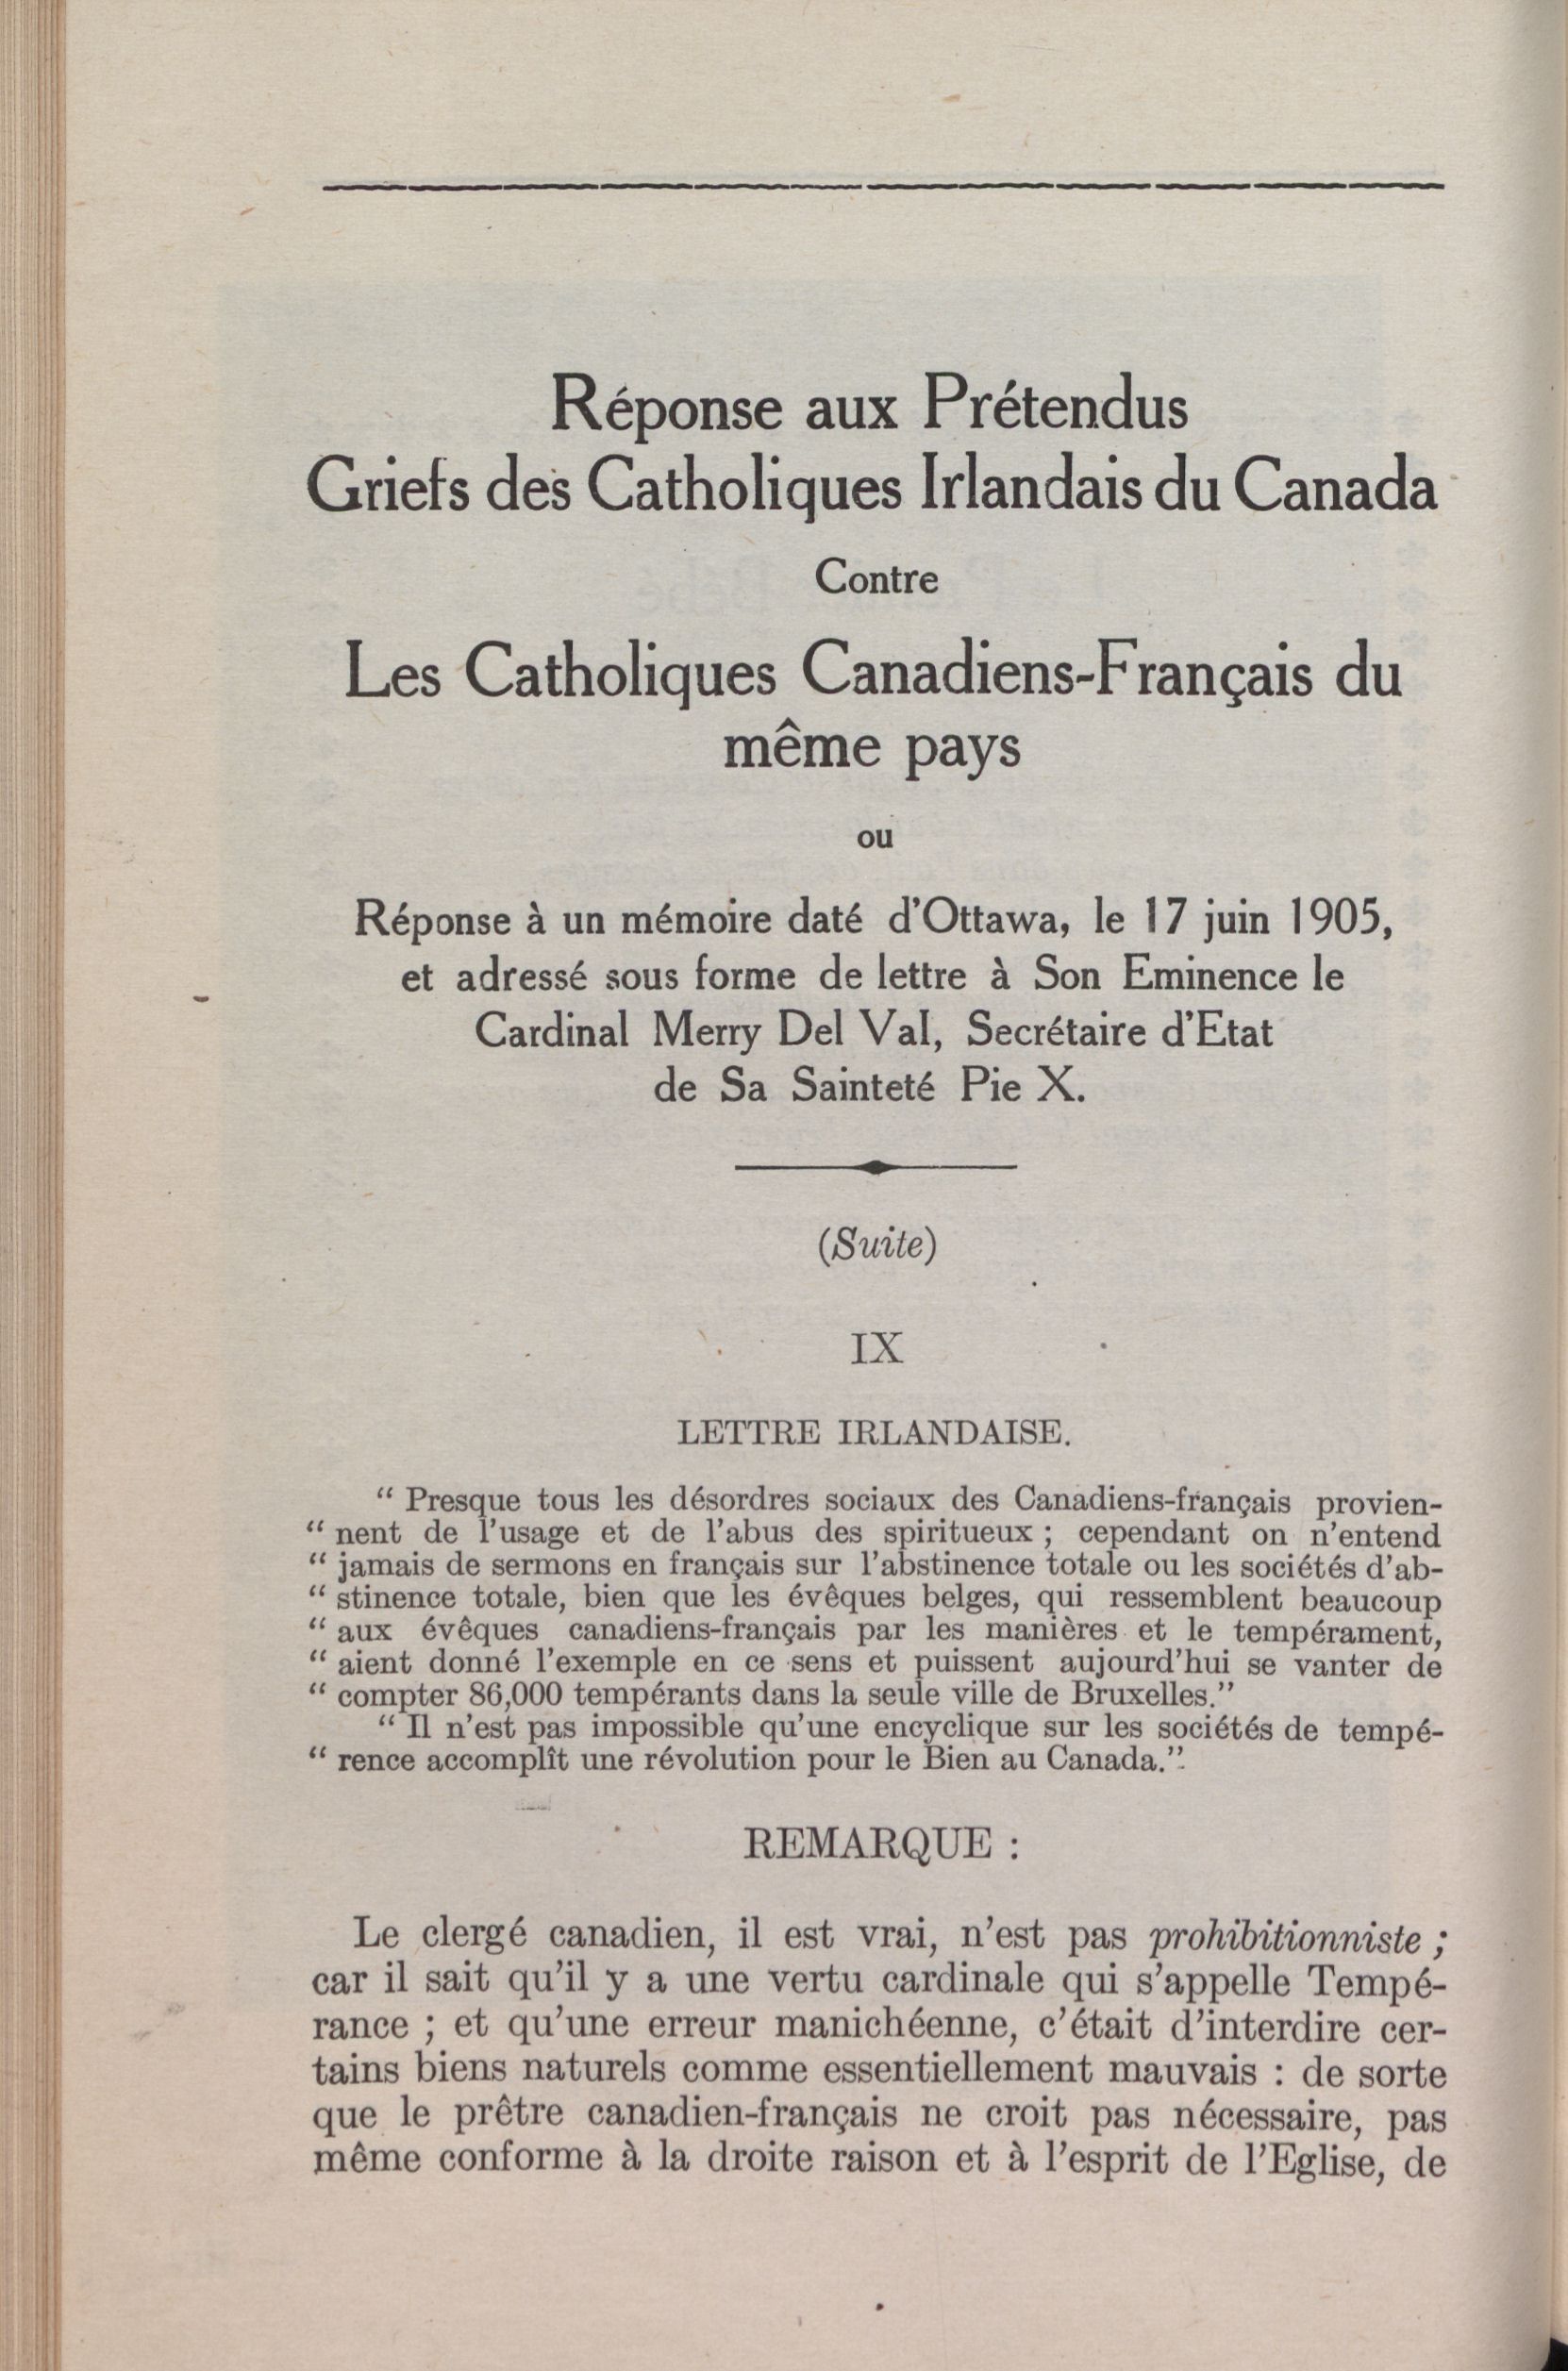 Réponse aux Prétendus
Griefs des Catholiques Irlandais du Canada
Contre
Les Catholiques Canadiens-Français du
même pays
ou
Réponse à un mémoire daté d'Ottawa, le 17 juin 1905,
et adressé sous forme de lettre à Son Eminence le
Cardinal Merry Del Val, Secrétaire d'Etat
de Sa Sainteté Pie X.
(Suite)
IX
LETTRE IRLANDAISE.
“ Presque tous les désordres sociaux des Canadiens-français provien-
“ nent de l'usage et de l'abus des spiritueux ; cependant on n'entend
“ jamais de sermons en français sur l'abstinence totale ou les sociétés d'ab-
“ stinence totale, bien que les évêques belges, qui ressemblent beaucoup
“ aux évêques canadiens-français par les manières et le tempérament,
“ aient donné l'exemple en ce sens et puissent aujourd'hui se vanter de
“ compter 86,000 tempérants dans la seule ville de Bruxelles.”
“ Il n'est pas impossible qu'une encyclique sur les sociétés de tempé-
“ rence accomplît une révolution pour le Bien au Canada.”
REMARQUE :
Le clergé canadien, il est vrai, n'est pas prohibitionniste ;
car il sait qu'il y a une vertu cardinale qui s'appelle Tempé-
rance ; et qu'une erreur manichéenne, c'était d'interdire cer-
tains biens naturels comme essentiellement mauvais : de sorte
que le prêtre canadien-français ne croit pas nécessaire, pas
même conforme à la droite raison et à l'esprit de l'Eglise, de